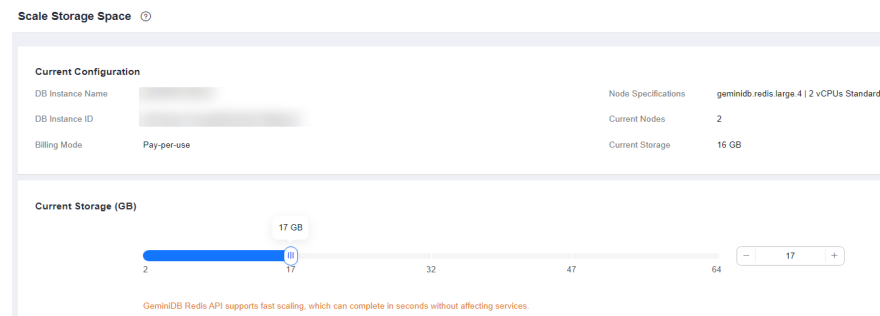 Scale Storage Space ?
Current Configuration
DB Instance Name
Node Specifications geminidb.redis.large.4 | 2 vCPUs Standard
DB Instance ID
Current Nodes 2
Billing Mode Pay-per-use
Current Storage 16 GB
Current Storage (GB)
17 GB
2 17 32 47 64
− 17 +
GeminiDB Redis API supports fast scaling, which can complete in seconds without affecting services.